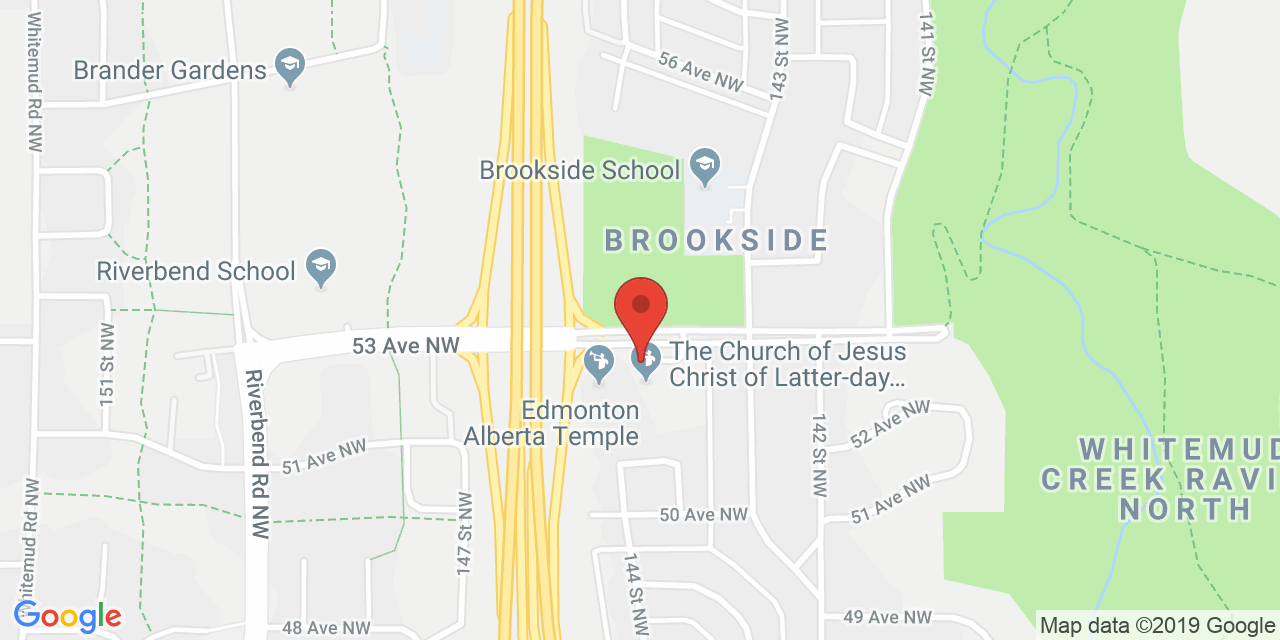 Whitemud Rd NW
Brander Gardens
56 Ave NW
143 St NW
141 St NW
Brookside School
BROOKSIDE
Riverbend School
53 Ave NW
151 St NW
The Church of Jesus
Christ of Latter-day...
Edmonton
Alberta Temple
Riverbend Rd NW
51 Ave NW
142 St NW
52 Ave NW
51 Ave NW
WHITEMUD
CREEK RAVI
NORTH
Whitemud Rd NW
147 St NW
50 Ave NW
144 St NW
48 Ave NW
49 Ave NW
Google
Map data ©2019 Google